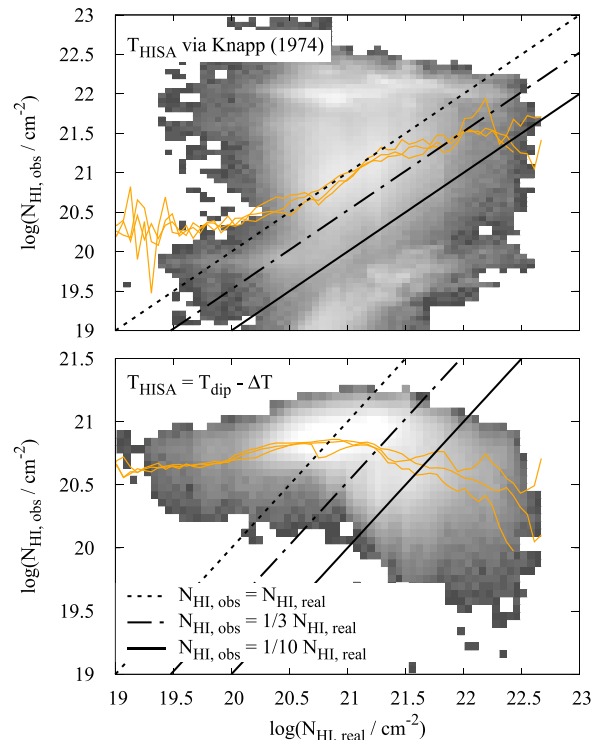 23
22.5
T_HISA via Knapp (1974)
22
21.5
21
20.5
20
19.5
19
log(N_HI, obs / cm^-2)
21.5
T_HISA = T_dip - ΔT
21
20.5
20
19.5
19
log(N_HI, obs / cm^-2)
N_HI, obs = N_HI, real
N_HI, obs = 1/3 N_HI, real
N_HI, obs = 1/10 N_HI, real
19 19.5 20 20.5 21 21.5 22 22.5 23
log(N_HI, real / cm^-2)